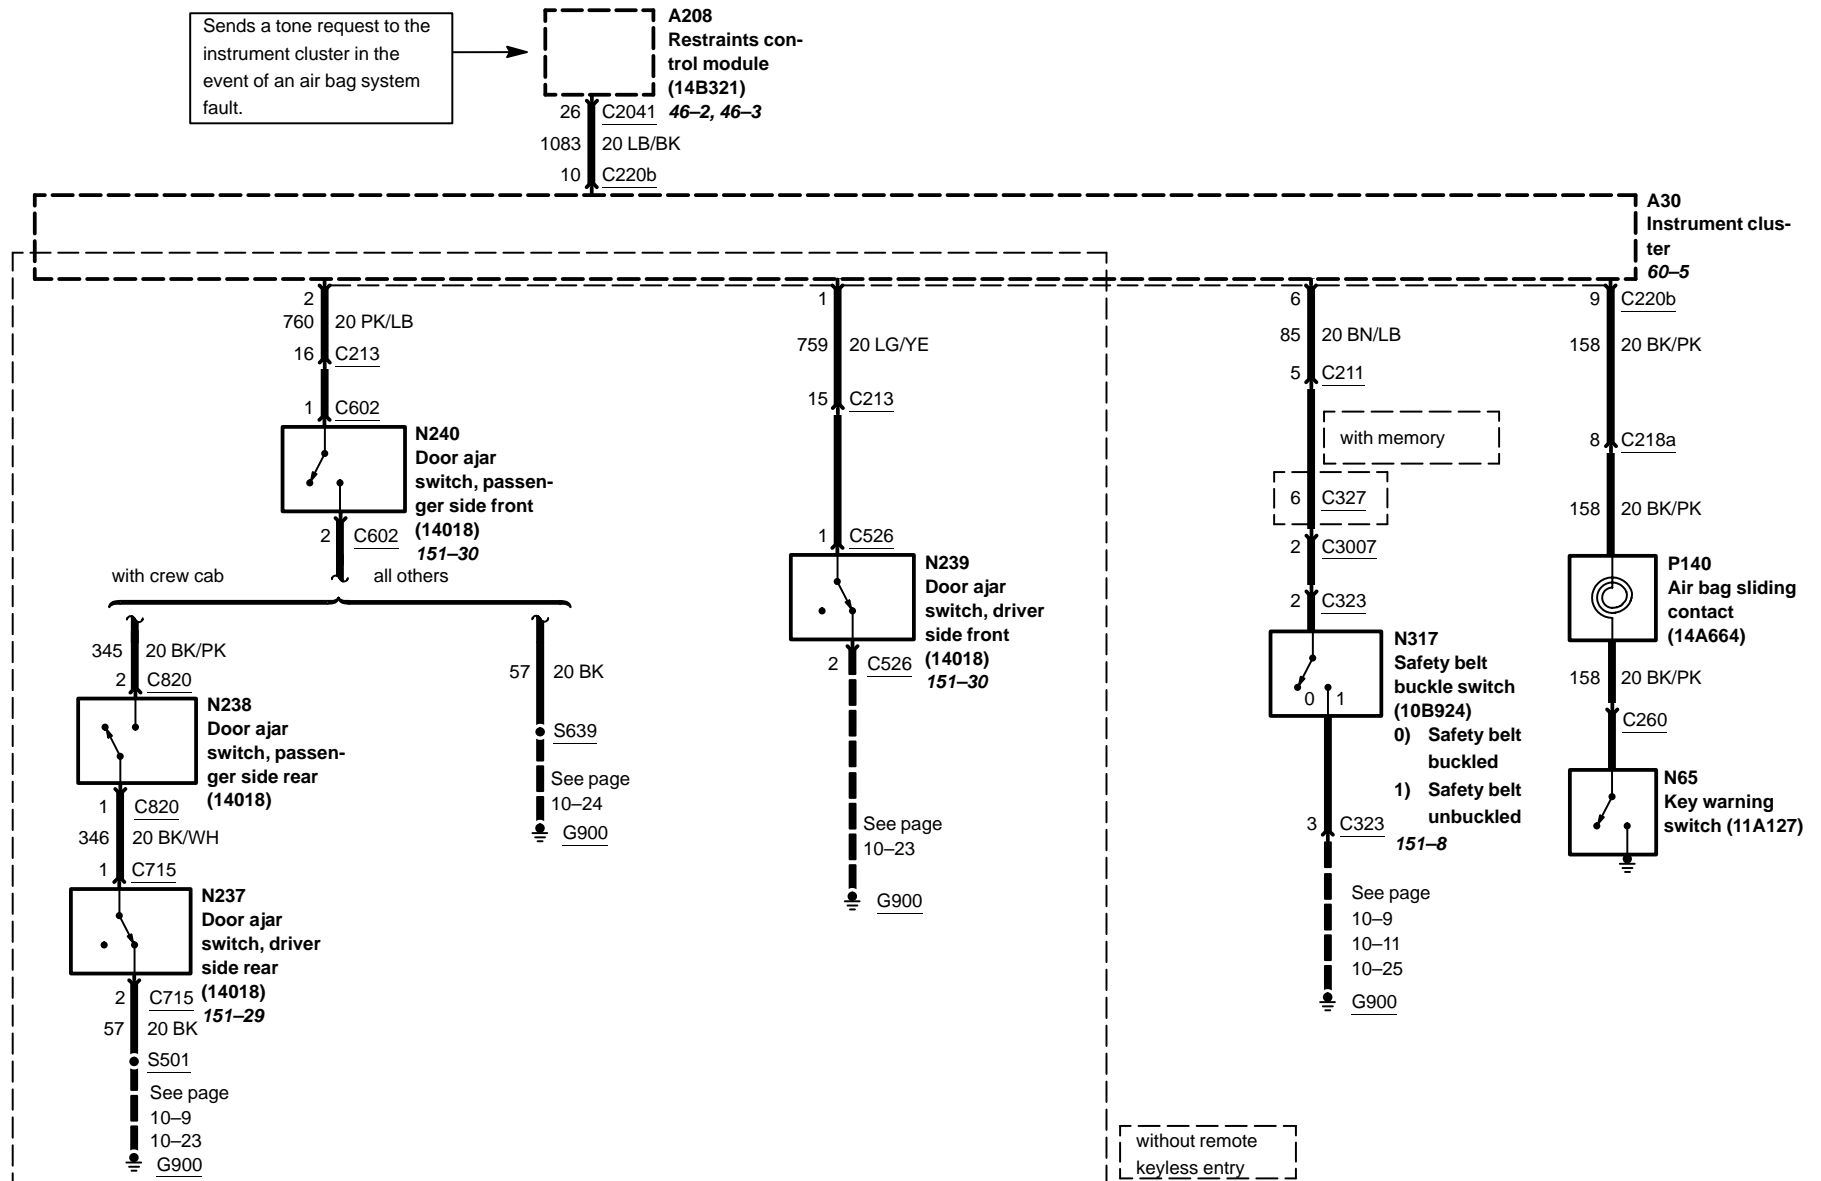 Sends a tone request to the
instrument cluster in the
event of an air bag system
fault.
A208
Restraints con-
trol module
(14B321)
46–2, 46–3
26 C2041
1083 20 LB/BK
10 C220b
A30
Instrument clus-
ter
60–5
2
760 20 PK/LB
16 C213
1 C602
N240
Door ajar
switch, passen-
ger side front
(14018)
151–30
2 C602
with crew cab
all others
345 20 BK/PK
2 C820
N238
Door ajar
switch, passen-
ger side rear
(14018)
1 C820
346 20 BK/WH
1 C715
N237
Door ajar
switch, driver
side rear
(14018)
151–29
2 C715
57 20 BK
S501
See page
10–9
10–23
G900
57 20 BK
S639
See page
10–24
G900
1
759 20 LG/YE
15 C213
1 C526
N239
Door ajar
switch, driver
side front
(14018)
151–30
2 C526
See page
10–23
G900
6
85 20 BN/LB
5 C211
with memory
6 C327
2 C3007
2 C323
N317
Safety belt
buckle switch
(10B924)
0) Safety belt
buckled
1) Safety belt
unbuckled
151–8
0 1
3 C323
See page
10–9
10–11
10–25
G900
9 C220b
158 20 BK/PK
8 C218a
158 20 BK/PK
P140
Air bag sliding
contact
(14A664)
158 20 BK/PK
C260
N65
Key warning
switch (11A127)
without remote
keyless entry